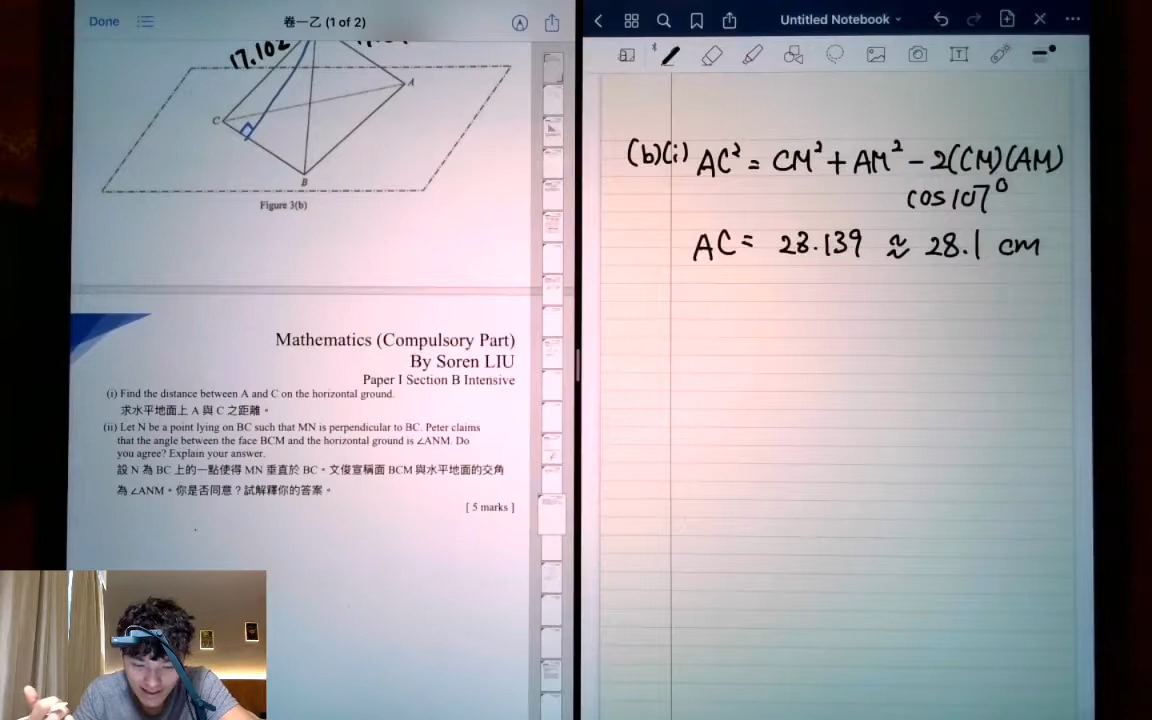 Done
卷一乙 (1 of 2)
17.102
A
C
B
Figure 3(b)
Mathematics (Compulsory Part)
By Soren LIU
Paper I Section B Intensive
(i) Find the distance between A and C on the horizontal ground.
求水平地面上 A 與 C 之距離。
(ii) Let N be a point lying on BC such that MN is perpendicular to BC. Peter claims
that the angle between the face BCM and the horizontal ground is ∠ANM. Do
you agree? Explain your answer.
設 N 為 BC 上的一點使得 MN 垂直於 BC。文俊宣稱面 BCM 與水平地面的交角
為 ∠ANM。你是否同意？試解釋你的答案。
[ 5 marks ]
Untitled Notebook
(b)(i) AC² = CM² + AM² - 2(CM)(AM)
cos 107°
AC = 28.139 ≈ 28.1 cm